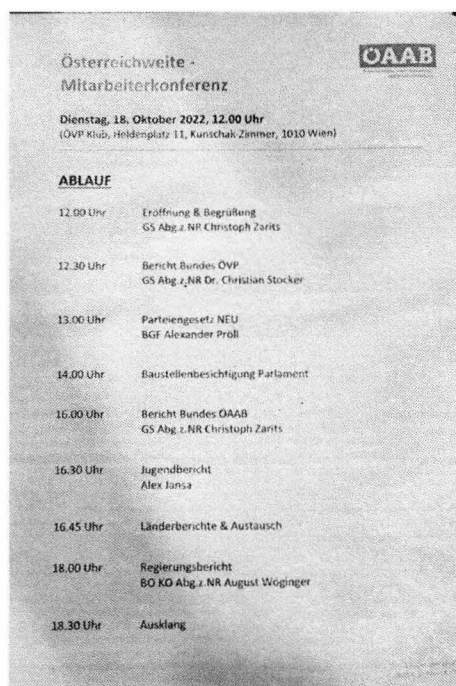 Österreichweite -
Mitarbeiterkonferenz
ÖAAB
Dienstag, 18. Oktober 2022, 12.00 Uhr
(ÖVP Klub, Heldenplatz 11, Kunschak-Zimmer, 1010 Wien)
ABLAUF
12.00 Uhr Eröffnung & Begrüßung
GS Abg.z.NR Christoph Zarits
12.30 Uhr Bericht Bundes ÖVP
GS Abg.z.NR Dr. Christian Stocker
13.00 Uhr Parteiengesetz NEU
BGF Alexander Pröll
14.00 Uhr Baustellenbesichtigung Parlament
16.00 Uhr Bericht Bundes ÖAAB
GS Abg.z.NR Christoph Zarits
16.30 Uhr Jugendbericht
Alex Jansa
16.45 Uhr Länderberichte & Austausch
18.00 Uhr Regierungsbericht
BO KO Abg.z.NR August Wöginger
18.30 Uhr Ausklang